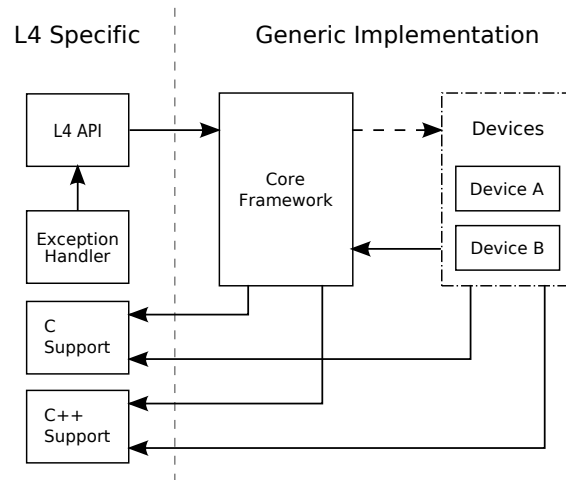 L4 Specific
Generic Implementation
L4 API
Core
Framework
Devices
Device A
Device B
Exception
Handler
C
Support
C++
Support